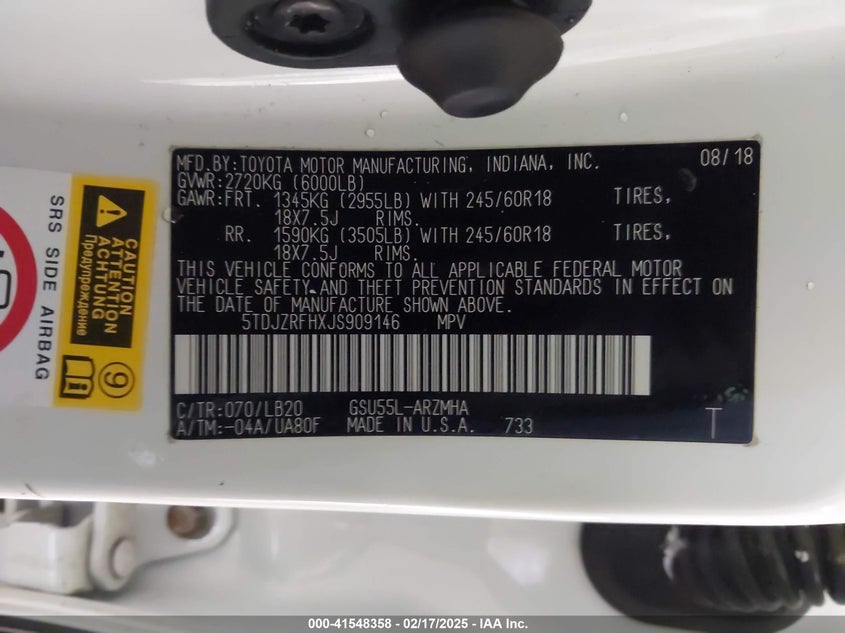 MFD.BY:TOYOTA MOTOR MANUFACTURING, INDIANA, INC. 08/18
GVWR:2720KG (6000LB)
GAWR:FRT. 1345KG (2955LB) WITH 245/60R18 TIRES,
18X7.5J RIMS.
RR. 1590KG (3505LB) WITH 245/60R18 TIRES,
18X7.5J RIMS.
THIS VEHICLE CONFORMS TO ALL APPLICABLE FEDERAL MOTOR
VEHICLE SAFETY AND THEFT PREVENTION STANDARDS IN EFFECT ON
THE DATE OF MANUFACTURE SHOWN ABOVE.
5TDJZRFHXJS909146 MPV
C/TR:070/LB20 GSU55L-ARZMHA
A/TM:-04A/UA80F MADE IN U.S.A. 733 T
CAUTION
ATTENTION
ACHTUNG
Предупреждение
9
SRS SIDE AIRBAG
000-41548358 - 02/17/2025 - IAA Inc.